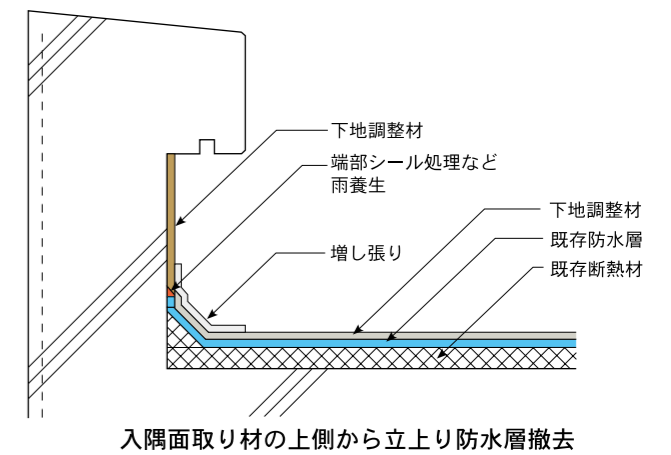 下地調整材
端部シール処理など
雨養生
下地調整材
既存防水層
増し張り
既存断熱材
入隅面取り材の上側から立上り防水層撤去